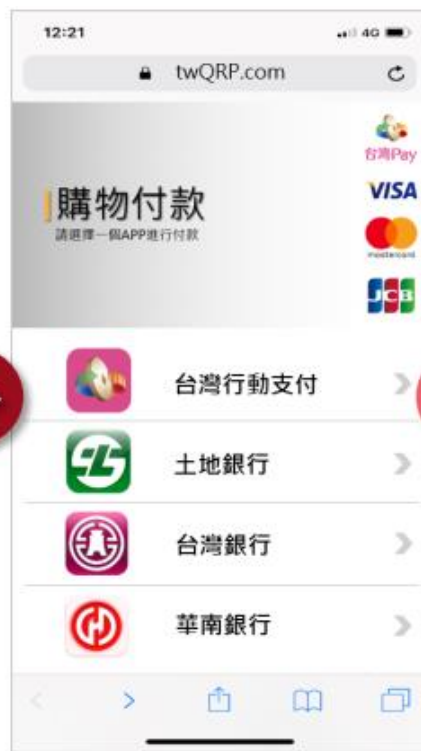 12:21
4G
twQRP.com
台灣Pay
購物付款
請選擇一個APP進行付款
VISA
mastercard
JCB
台灣行動支付
土地銀行
台灣銀行
華南銀行